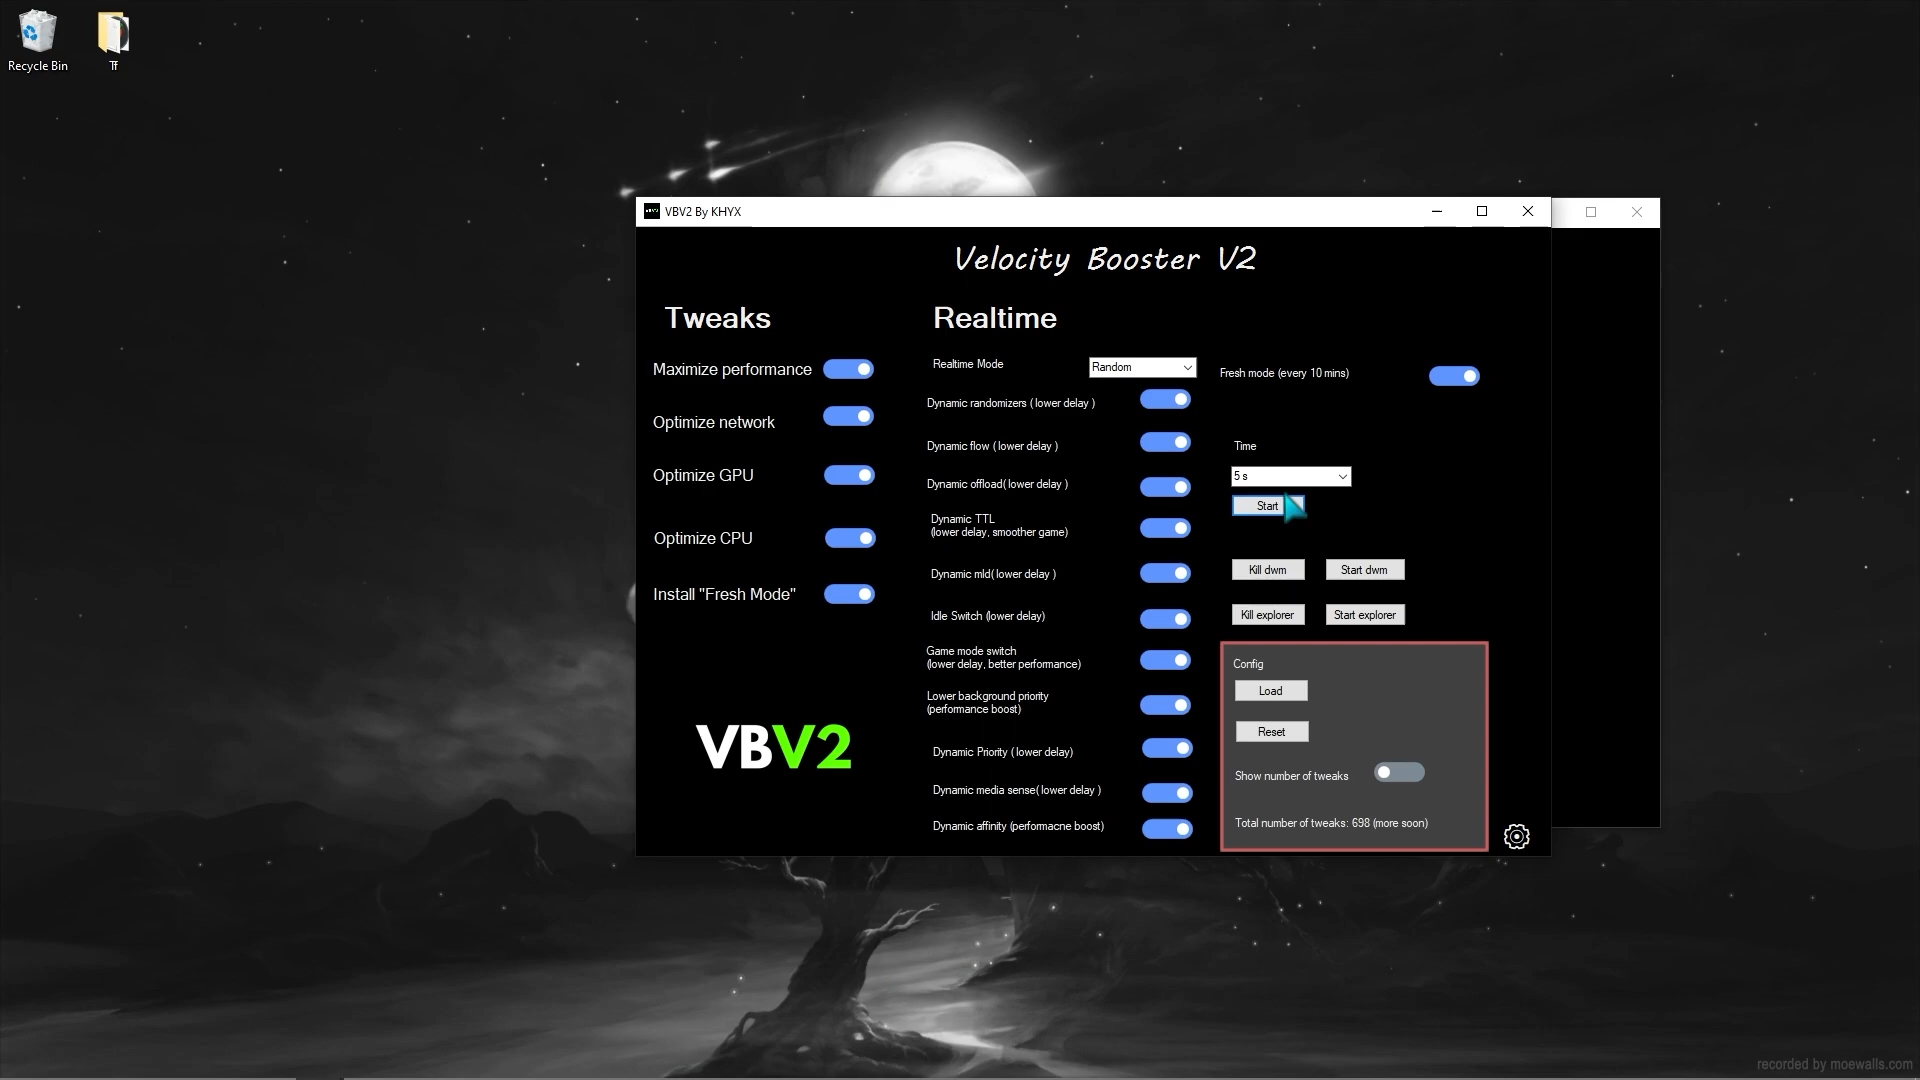 Recycle Bin
Tf
VBV2 By KHYX
Velocity Booster V2
Tweaks
Maximize performance
Optimize network
Optimize GPU
Optimize CPU
Install "Fresh Mode"
VBV2
Realtime
Realtime Mode
Random
Dynamic randomizers ( lower delay )
Dynamic flow ( lower delay )
Dynamic offload( lower delay )
Dynamic TTL
(lower delay, smoother game)
Dynamic mld( lower delay )
Idle Switch (lower delay)
Game mode switch
(lower delay, better performance)
Lower background priority
(performance boost)
Dynamic Priority ( lower delay)
Dynamic media sense( lower delay )
Dynamic affinity (performacne boost)
Fresh mode (every 10 mins)
Time
5 s
Start
Kill dwm
Start dwm
Kill explorer
Start explorer
Config
Load
Reset
Show number of tweaks
Total number of tweaks: 698 (more soon)
recorded by moewalls.com